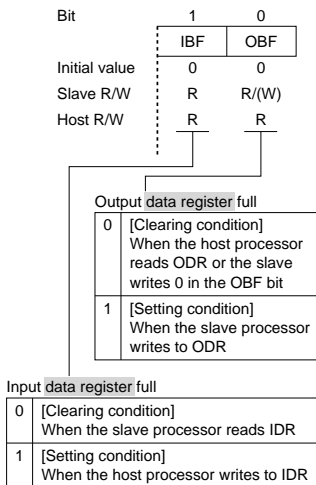 Bit 1 0
IBF OBF
Initial value 0 0
Slave R/W R R/(W)
Host R/W R R
Output data register full
0 [Clearing condition]
When the host processor
reads ODR or the slave
writes 0 in the OBF bit
1 [Setting condition]
When the slave processor
writes to ODR
Input data register full
0 [Clearing condition]
When the slave processor reads IDR
1 [Setting condition]
When the host processor writes to IDR